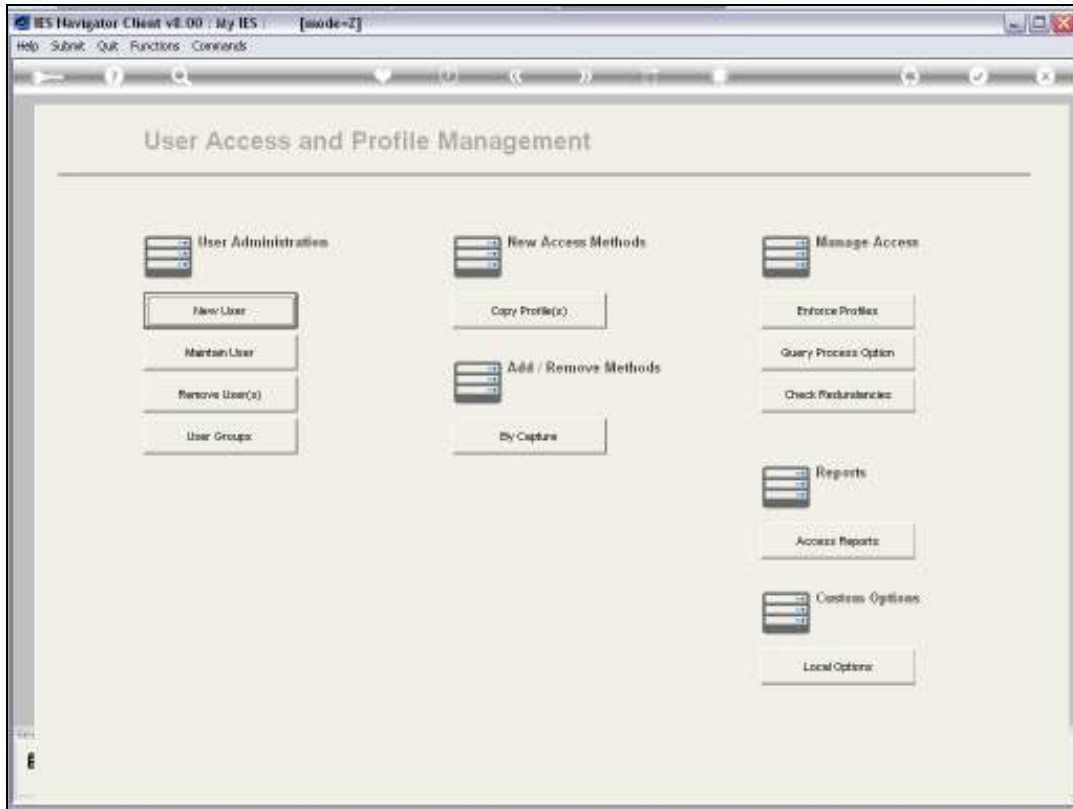 IES Navigator Client v8.00 : My IES : [mode=Z]
Help Submit Quit Functions Commands
User Access and Profile Management
User Administration
New User
Maintain User
Remove User(s)
User Groups
New Access Methods
Copy Profile(s)
Add / Remove Methods
By Capture
Manage Access
Enforce Profiles
Query Process Option
Check Redundancies
Reports
Access Reports
Custom Options
Local Options